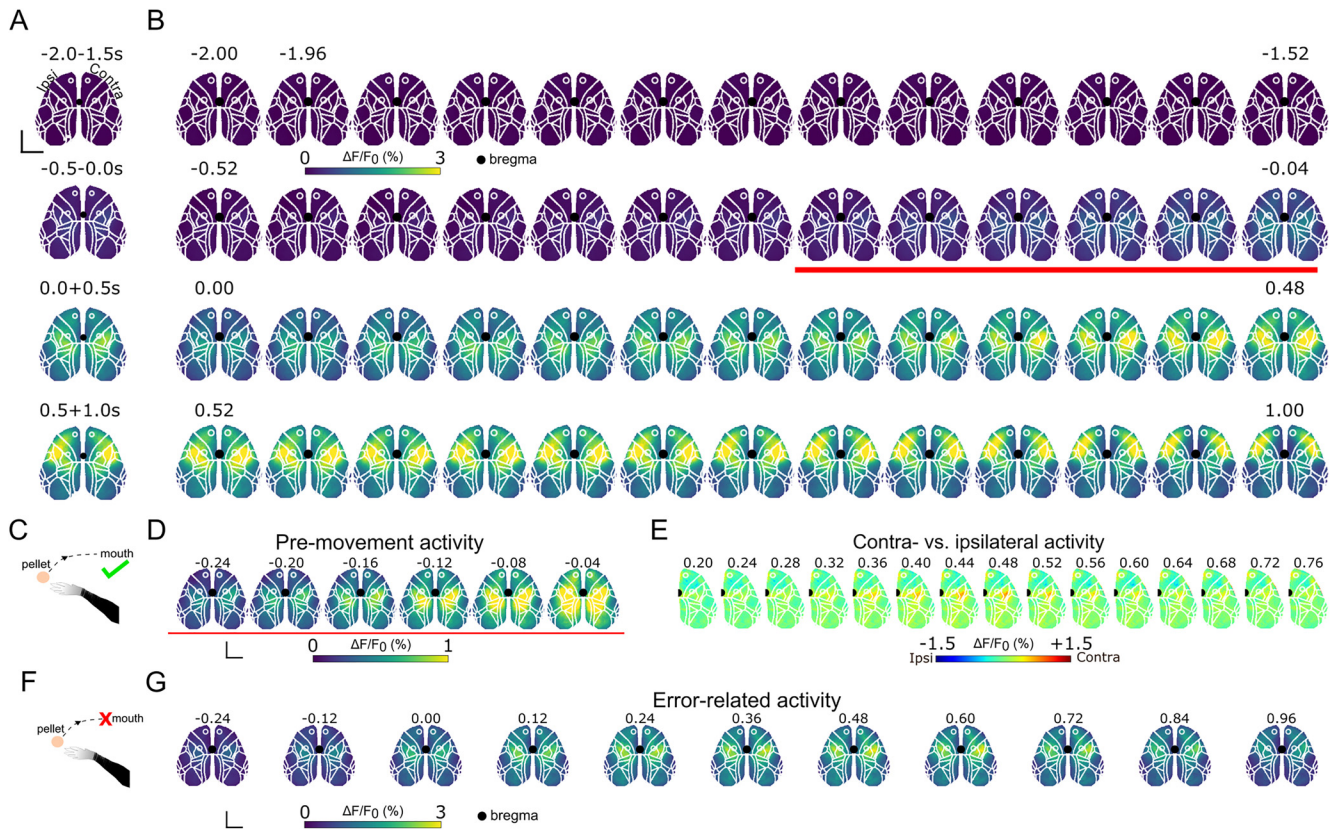 A
B
-2.0-1.5s
-2.00
-1.96
-1.52
Ipsi
Contra
0
ΔF/F0 (%)
3
bregma
-0.5-0.0s
-0.52
-0.04
0.0+0.5s
0.00
0.48
0.5+1.0s
0.52
1.00
C
pellet
mouth
D
Pre-movement activity
-0.24
-0.20
-0.16
-0.12
-0.08
-0.04
0
ΔF/F0 (%)
1
E
Contra- vs. ipsilateral activity
0.20 0.24 0.28 0.32 0.36 0.40 0.44 0.48 0.52 0.56 0.60 0.64 0.68 0.72 0.76
-1.5
ΔF/F0 (%)
+1.5
Ipsi
Contra
F
pellet
X mouth
G
Error-related activity
-0.24
-0.12
0.00
0.12
0.24
0.36
0.48
0.60
0.72
0.84
0.96
0
ΔF/F0 (%)
3
bregma